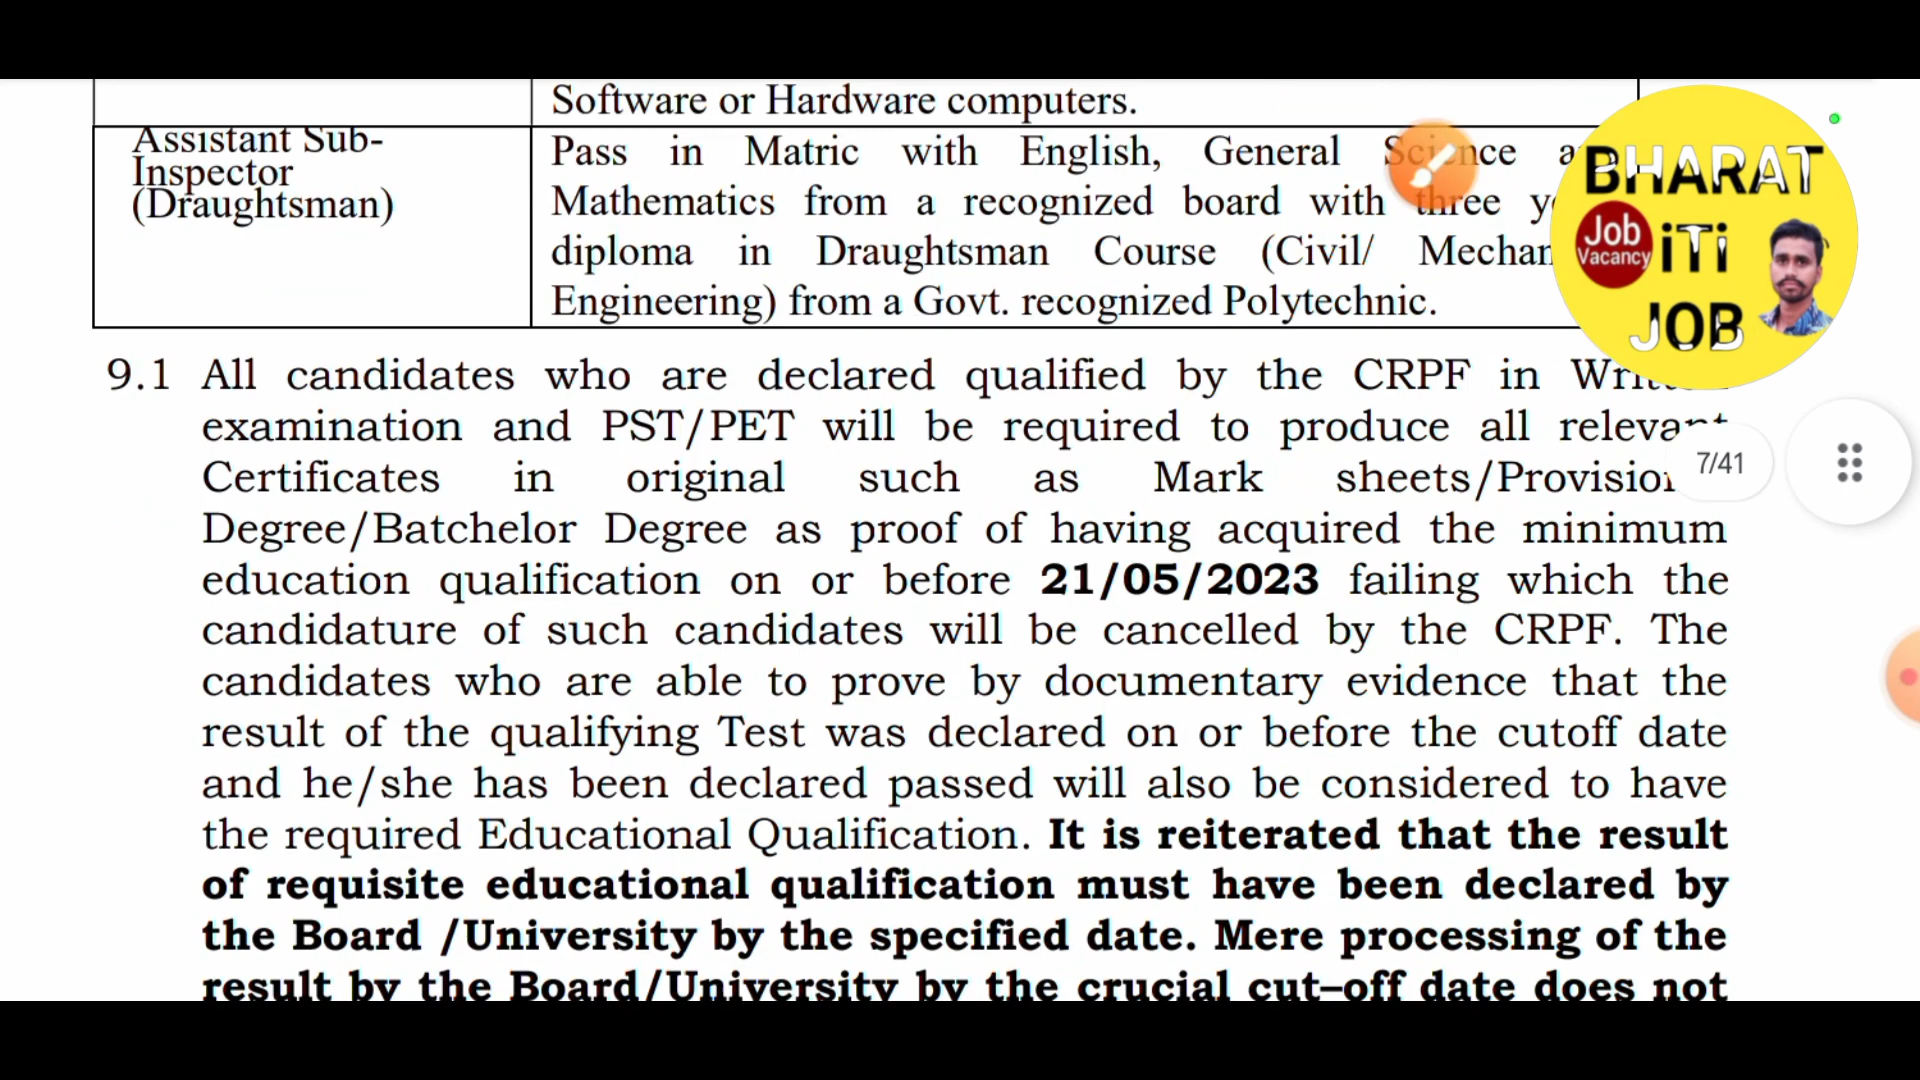 Software or Hardware computers.
Assistant Sub-
Inspector
(Draughtsman)
Pass in Matric with English, General Science
Mathematics from a recognized board with three
diploma in Draughtsman Course (Civil/
Engineering) from a Govt. recognized Polytechnic.
BHARAT
Job
Vacancy
iTi
JOB
9.1 All candidates who are declared qualified by the CRPF in
examination and PST/PET will be required to produce all
7/41
Certificates in original such as Mark
Degree/Batchelor Degree as proof of having acquired the minimum
education qualification on or before 21/05/2023 failing which the
candidature of such candidates will be cancelled by the CRPF. The
candidates who are able to prove by documentary evidence that the
result of the qualifying Test was declared on or before the cutoff date
and he/she has been declared passed will also be considered to have
the required Educational Qualification. It is reiterated that the result
of requisite educational qualification must have been declared by
the Board /University by the specified date. Mere processing of the
result by the Board/University by the crucial cut–off date does not